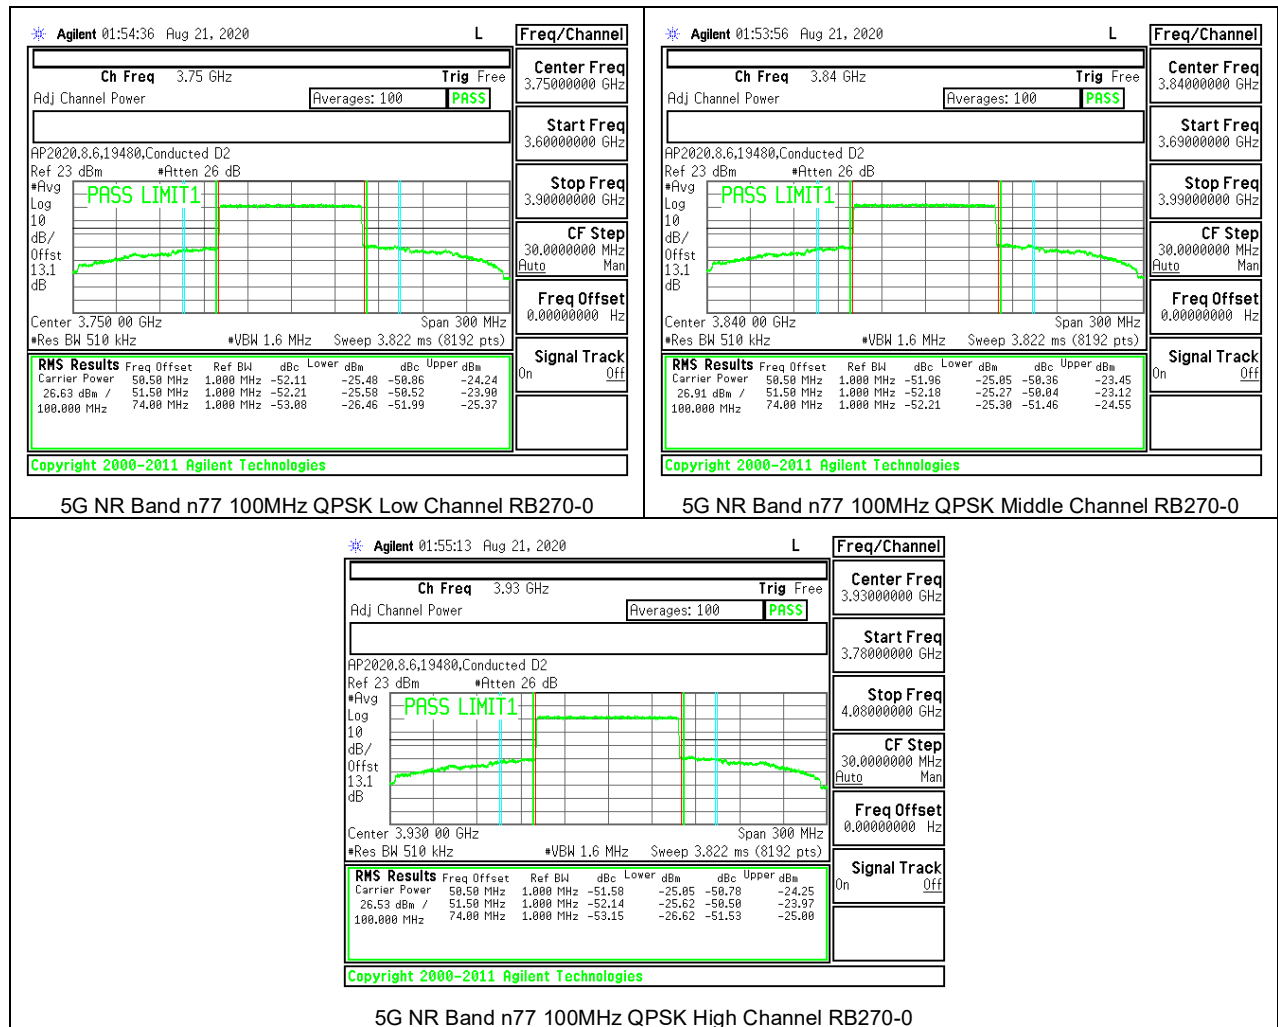 Agilent 01:54:36 Aug 21, 2020 L Freq/Channel
Ch Freq 3.75 GHz Trig Free
Adj Channel Power Averages: 100 PASS
AP2020.8.6,19480,Conducted D2
Ref 23 dBm #Atten 26 dB
#Avg
Log
10
dB/
Offst
13.1
dB
PASS LIMIT1
Center 3.750 00 GHz Span 300 MHz
#Res BW 510 kHz #VBW 1.6 MHz Sweep 3.822 ms (8192 pts)
RMS Results Freq Offset Ref BW dBc Lower dBm dBc Upper dBm
Carrier Power 50.50 MHz 1.000 MHz -52.11 -25.48 -50.86 -24.24
26.63 dBm / 51.50 MHz 1.000 MHz -52.21 -25.58 -50.52 -23.90
100.000 MHz 74.00 MHz 1.000 MHz -53.08 -26.46 -51.99 -25.37
Copyright 2000-2011 Agilent Technologies
Center Freq
3.75000000 GHz
Start Freq
3.60000000 GHz
Stop Freq
3.90000000 GHz
CF Step
30.0000000 MHz
Auto Man
Freq Offset
0.00000000 Hz
Signal Track
On Off
5G NR Band n77 100MHz QPSK Low Channel RB270-0
Agilent 01:53:56 Aug 21, 2020 L Freq/Channel
Ch Freq 3.84 GHz Trig Free
Adj Channel Power Averages: 100 PASS
AP2020.8.6,19480,Conducted D2
Ref 23 dBm #Atten 26 dB
#Avg
Log
10
dB/
Offst
13.1
dB
PASS LIMIT1
Center 3.840 00 GHz Span 300 MHz
#Res BW 510 kHz #VBW 1.6 MHz Sweep 3.822 ms (8192 pts)
RMS Results Freq Offset Ref BW dBc Lower dBm dBc Upper dBm
Carrier Power 50.50 MHz 1.000 MHz -51.96 -25.05 -50.36 -23.45
26.91 dBm / 51.50 MHz 1.000 MHz -52.18 -25.27 -50.04 -23.12
100.000 MHz 74.00 MHz 1.000 MHz -52.21 -25.30 -51.46 -24.55
Copyright 2000-2011 Agilent Technologies
Center Freq
3.84000000 GHz
Start Freq
3.69000000 GHz
Stop Freq
3.99000000 GHz
CF Step
30.0000000 MHz
Auto Man
Freq Offset
0.00000000 Hz
Signal Track
On Off
5G NR Band n77 100MHz QPSK Middle Channel RB270-0
Agilent 01:55:13 Aug 21, 2020 L Freq/Channel
Ch Freq 3.93 GHz Trig Free
Adj Channel Power Averages: 100 PASS
AP2020.8.6,19480,Conducted D2
Ref 23 dBm #Atten 26 dB
#Avg
Log
10
dB/
Offst
13.1
dB
PASS LIMIT1
Center 3.930 00 GHz Span 300 MHz
#Res BW 510 kHz #VBW 1.6 MHz Sweep 3.822 ms (8192 pts)
RMS Results Freq Offset Ref BW dBc Lower dBm dBc Upper dBm
Carrier Power 50.50 MHz 1.000 MHz -51.58 -25.05 -50.78 -24.25
26.53 dBm / 51.50 MHz 1.000 MHz -52.14 -25.62 -50.50 -23.97
100.000 MHz 74.00 MHz 1.000 MHz -53.15 -26.62 -51.53 -25.00
Copyright 2000-2011 Agilent Technologies
Center Freq
3.93000000 GHz
Start Freq
3.78000000 GHz
Stop Freq
4.08000000 GHz
CF Step
30.0000000 MHz
Auto Man
Freq Offset
0.00000000 Hz
Signal Track
On Off
5G NR Band n77 100MHz QPSK High Channel RB270-0